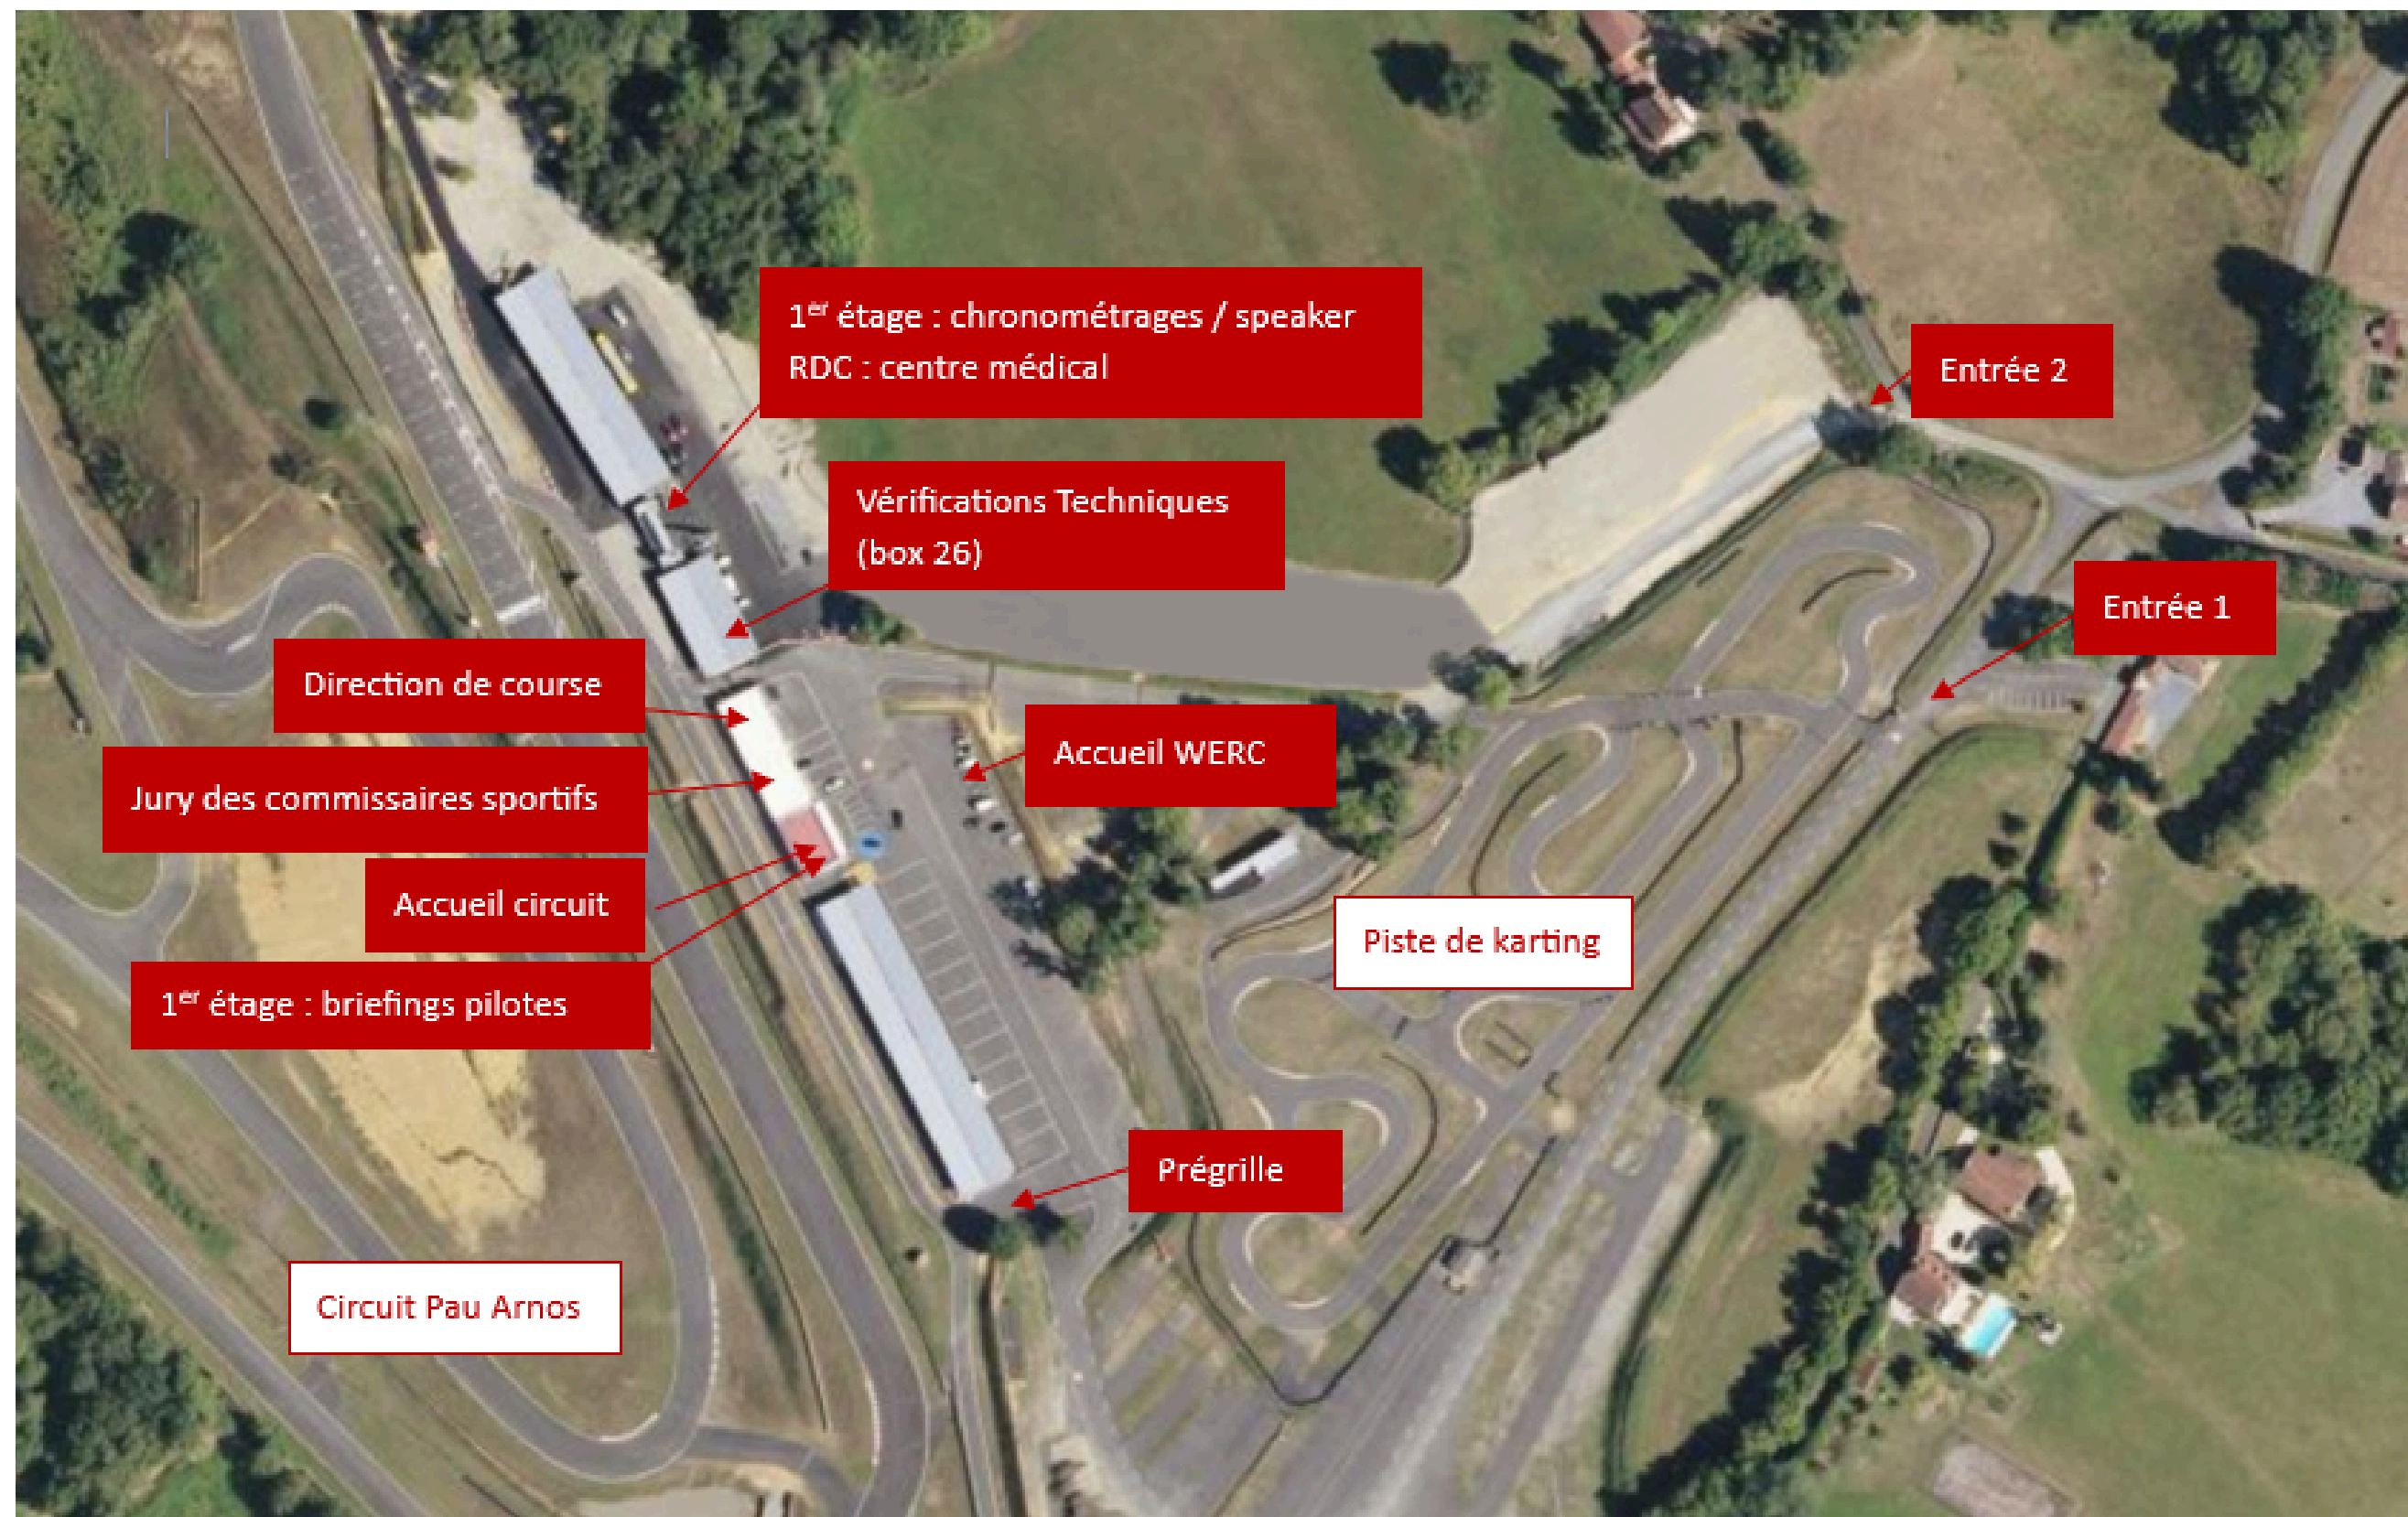 1er étage : chronométrages / speaker
RDC : centre médical
Entrée 2
Vérifications Techniques
(box 26)
Entrée 1
Direction de course
Accueil WERC
Jury des commissaires sportifs
Accueil circuit
Piste de karting
1er étage : briefings pilotes
Prégrille
Circuit Pau Arnos